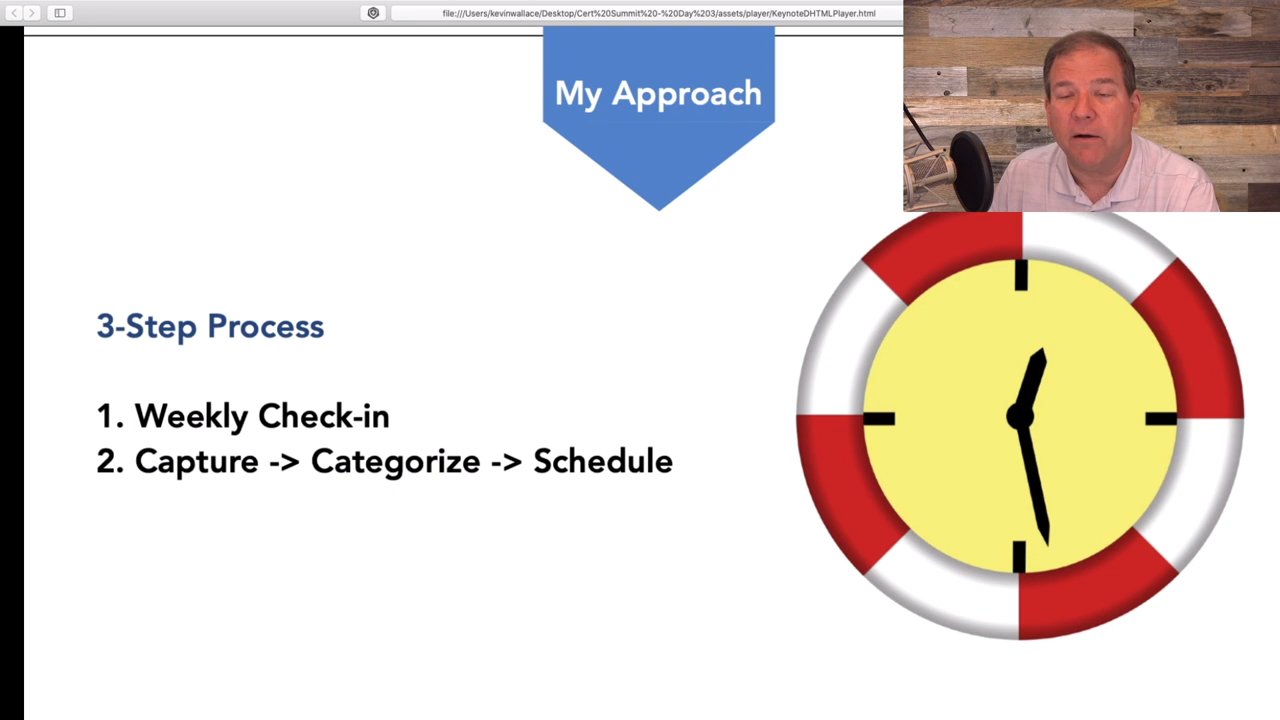 file:///Users/kevinwallace/Desktop/Cert%20Summit%20-%20Day%203/assets/player/KeynoteDHTMLPlayer.html
My Approach
3-Step Process
1. Weekly Check-in
2. Capture -> Categorize -> Schedule